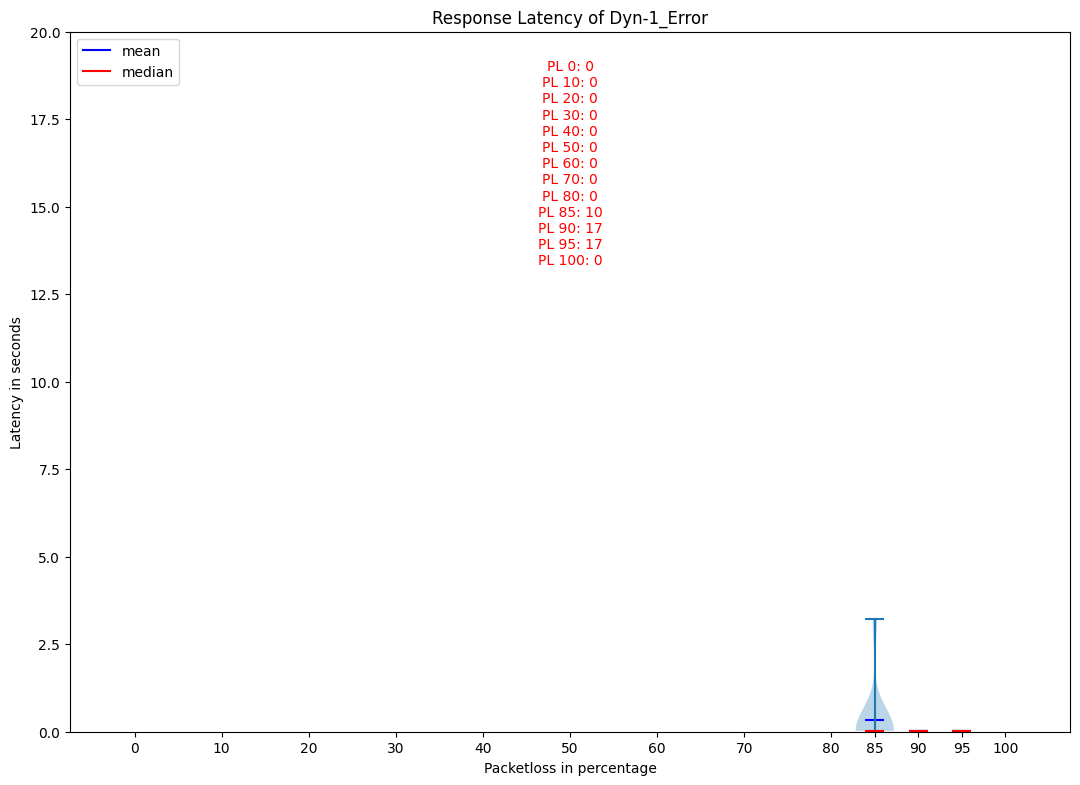 Response Latency of Dyn-1_Error
mean
median
PL 0: 0
PL 10: 0
PL 20: 0
PL 30: 0
PL 40: 0
PL 50: 0
PL 60: 0
PL 70: 0
PL 80: 0
PL 85: 10
PL 90: 17
PL 95: 17
PL 100: 0
Latency in seconds
20.0
17.5
15.0
12.5
10.0
7.5
5.0
2.5
0.0
0 10 20 30 40 50 60 70 80 85 90 95 100
Packetloss in percentage